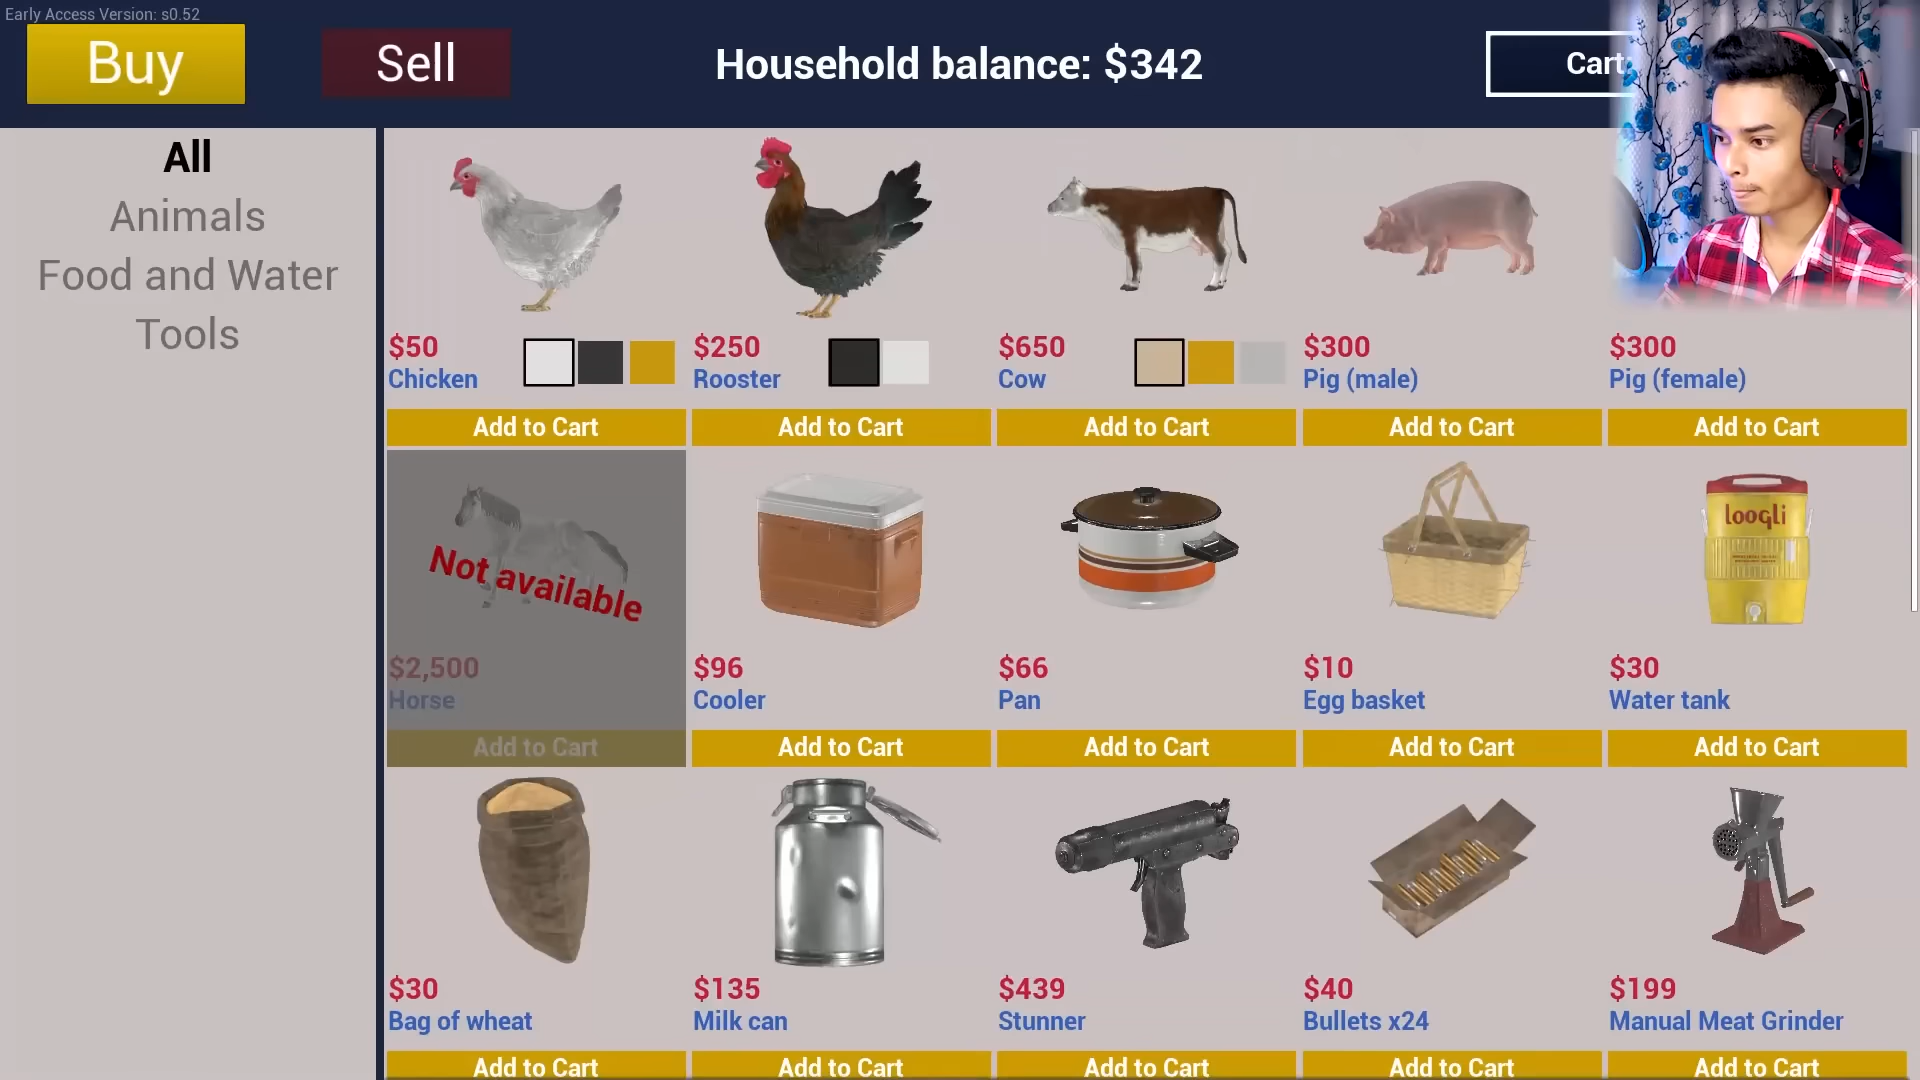 Early Access Version: s0.52
Buy
Sell
Household balance: $342
Cart:
All
Animals
Food and Water
Tools
$50
Chicken
$250
Rooster
$650
Cow
$300
Pig (male)
$300
Pig (female)
Add to Cart
Add to Cart
Add to Cart
Add to Cart
Add to Cart
Not available
loogli
$2,500
Horse
$96
Cooler
$66
Pan
$10
Egg basket
$30
Water tank
Add to Cart
Add to Cart
Add to Cart
Add to Cart
Add to Cart
$30
Bag of wheat
$135
Milk can
$439
Stunner
$40
Bullets x24
$199
Manual Meat Grinder
Add to Cart
Add to Cart
Add to Cart
Add to Cart
Add to Cart